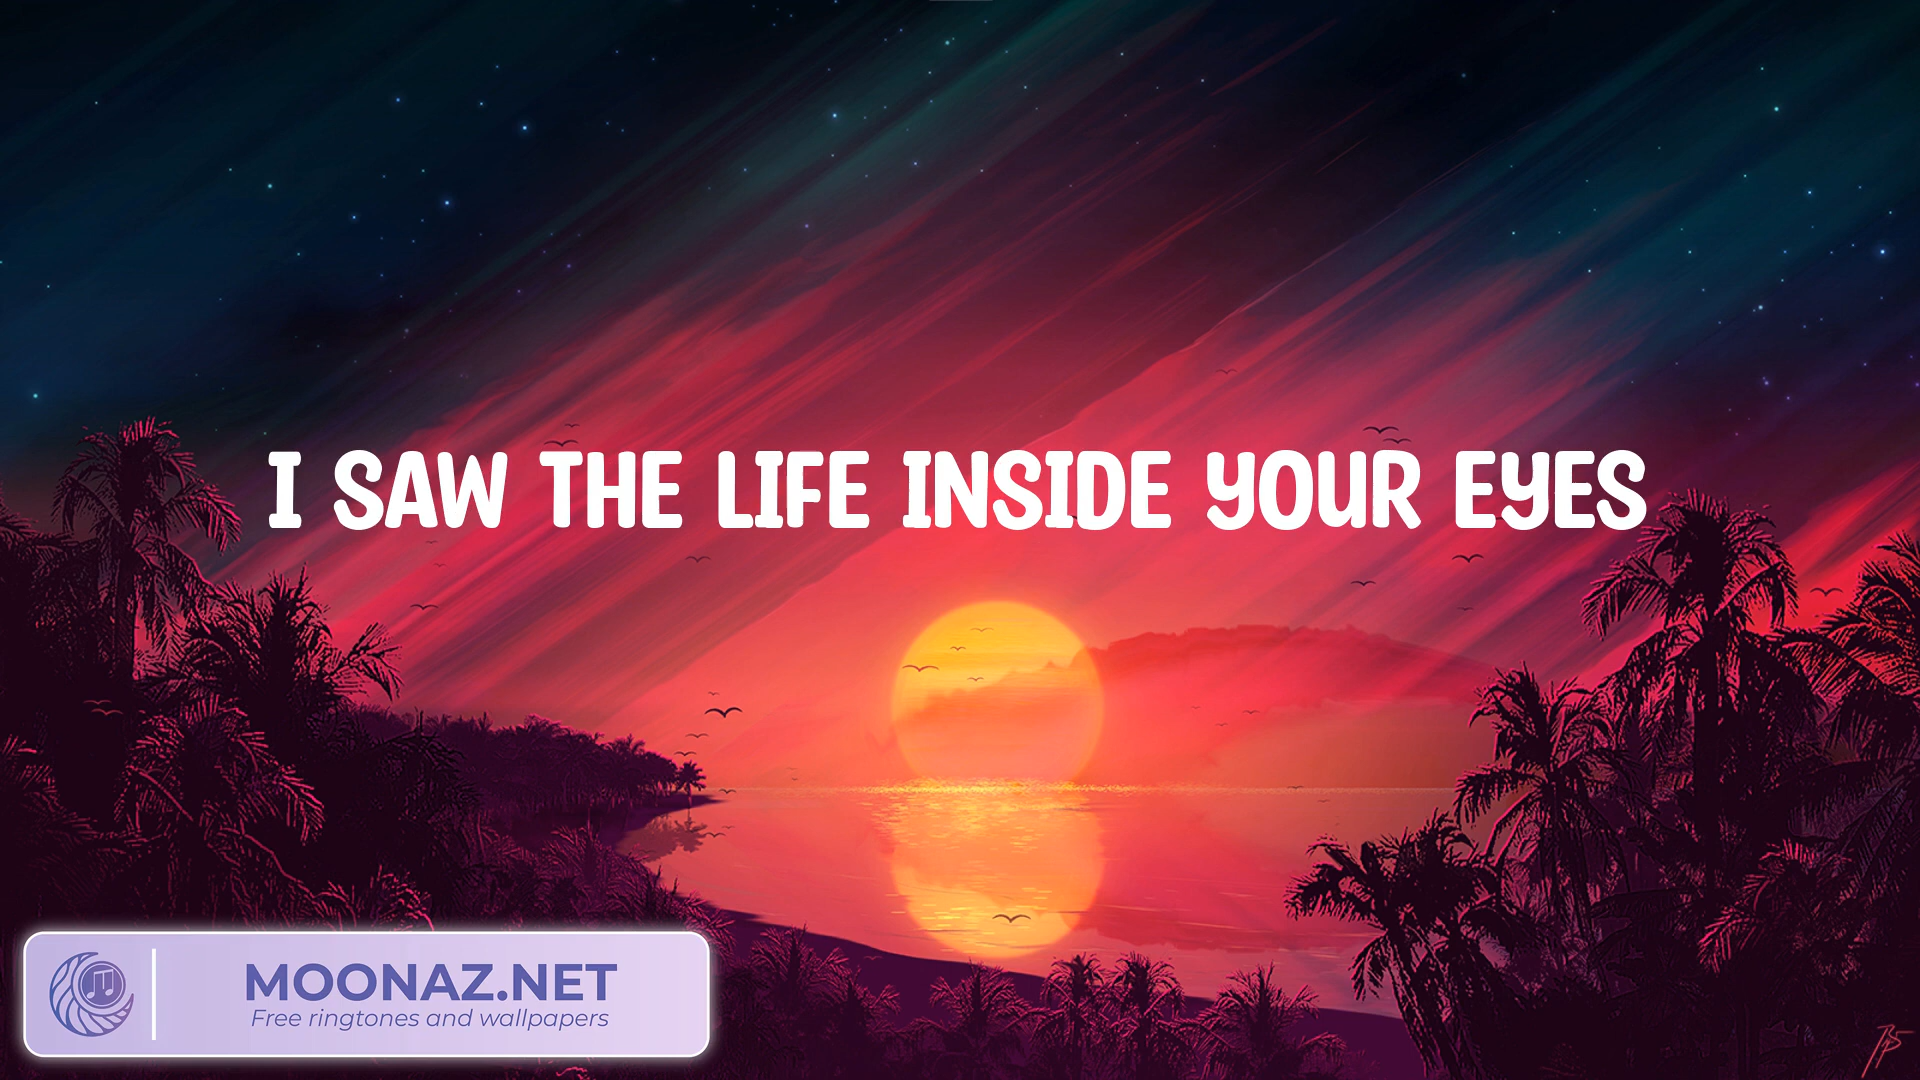 I SAW THE LIFE INSIDE YOUR EYES
MOONAZ.NET
Free ringtones and wallpapers